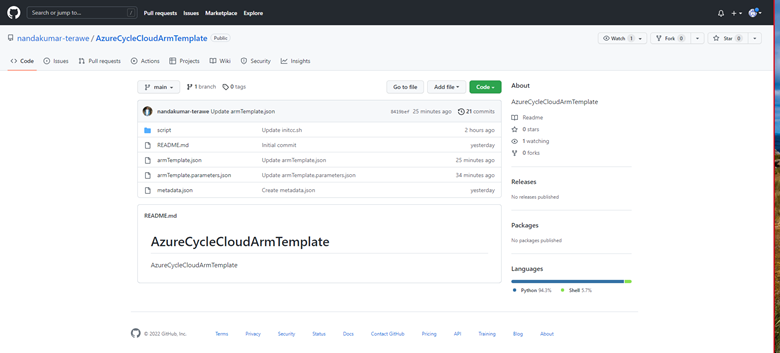 Search or jump to... /
Pull requests Issues Marketplace Explore
nandakumar-terawe / AzureCycleCloudArmTemplate Public
Watch 1 Fork 0 Star 0
Code Issues Pull requests Actions Projects Wiki Security Insights
main 1 branch 0 tags Go to file Add file Code
About
nandakumar-terawe Update armTemplate.json 25 minutes ago 21 commits
AzureCycleCloudArmTemplate
script Update initcc.sh 2 hours ago
README.md Initial commit yesterday
armTemplate.json Update armTemplate.json 25 minutes ago
armTemplate.parameters.json Update armTemplate.parameters.json 34 minutes ago
metadata.json Create metadata.json yesterday
Readme
0 stars
1 watching
0 forks
Releases
No releases published
README.md
AzureCycleCloudArmTemplate
AzureCycleCloudArmTemplate
Packages
No packages published
Languages
Python 94.3% Shell 5.7%
© 2022 GitHub, Inc. Terms Privacy Security Status Docs Contact GitHub Pricing API Training Blog About